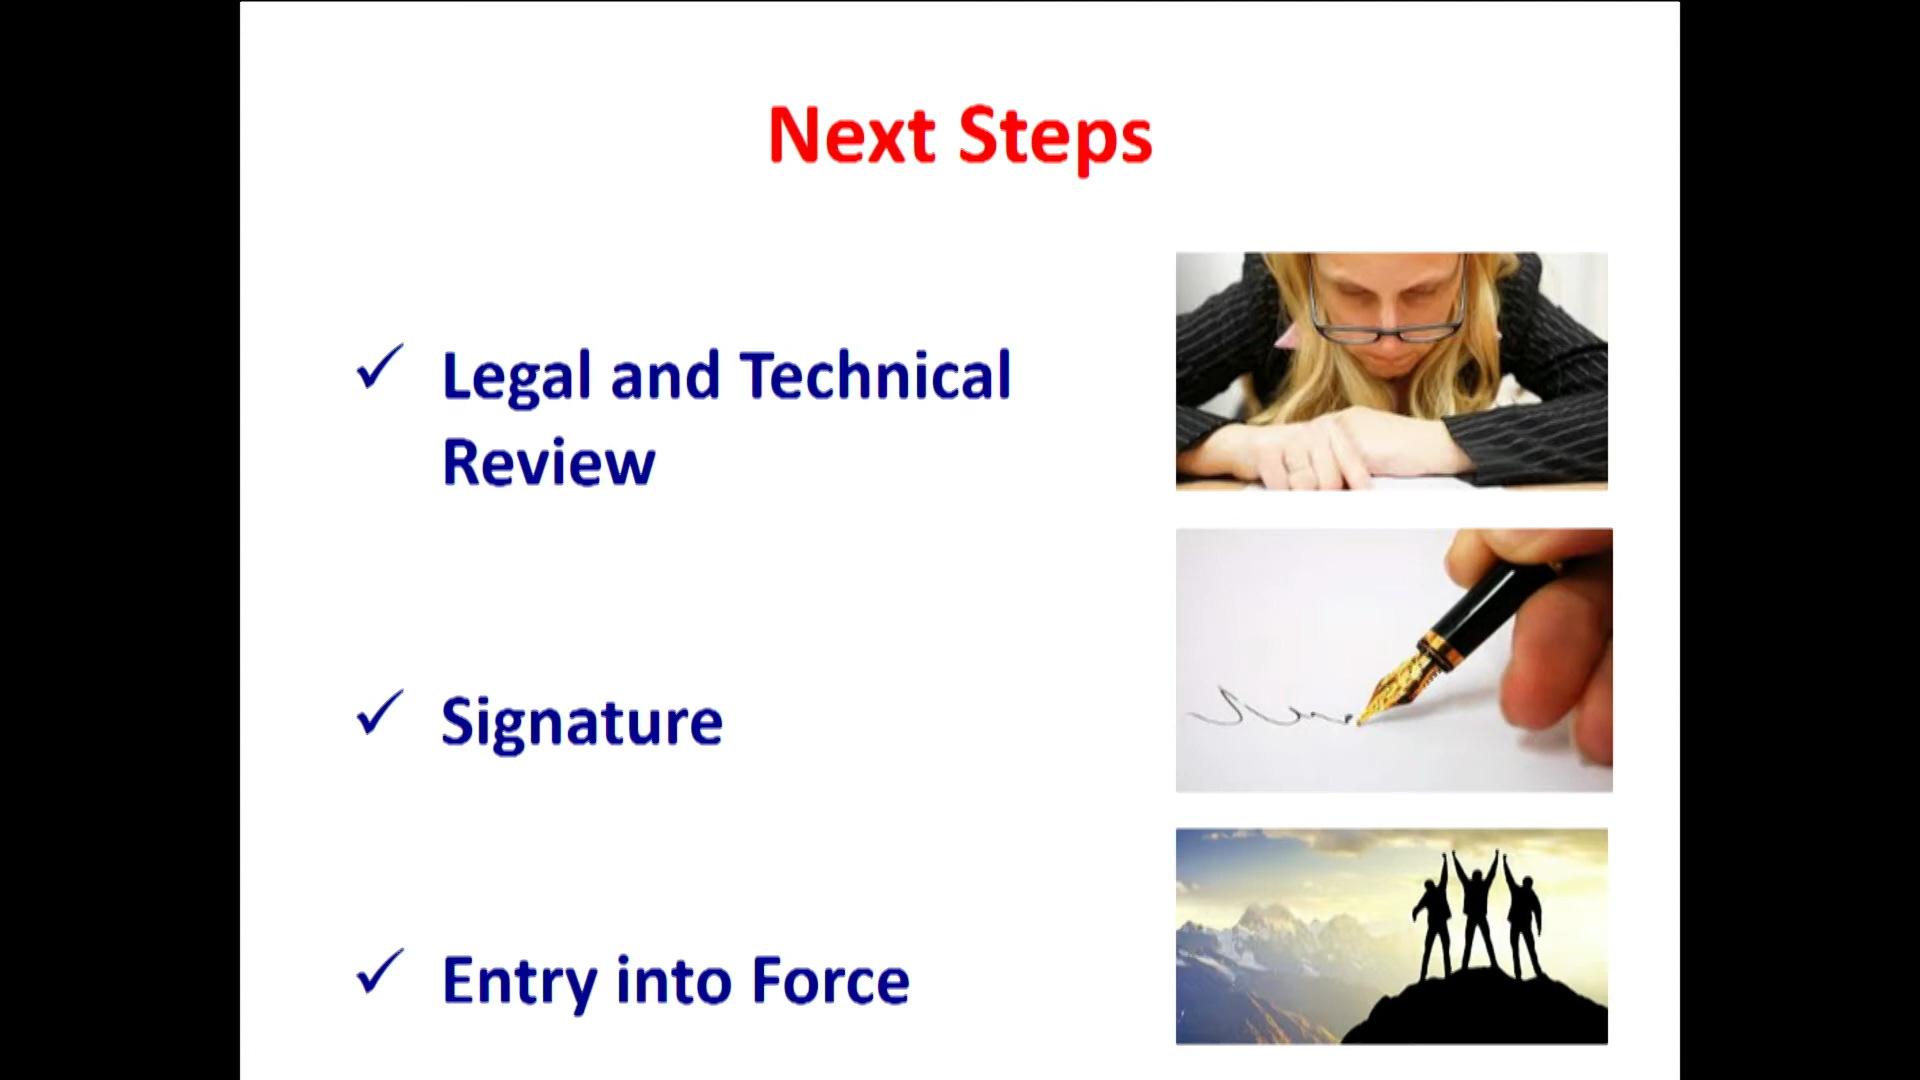 Next Steps
✓ Legal and Technical
Review
✓ Signature
✓ Entry into Force